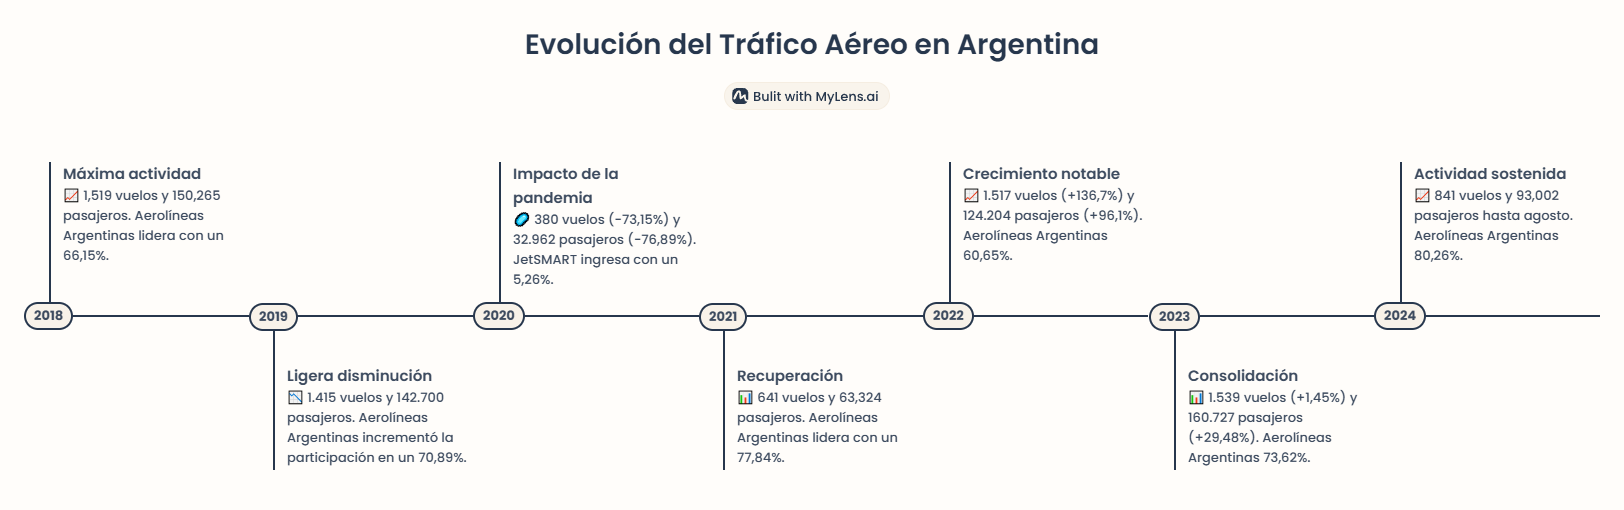 Evolución del Tráfico Aéreo en Argentina
Bulit with MyLens.ai
Máxima actividad
📈 1,519 vuelos y 150,265
pasajeros. Aerolíneas
Argentinas lidera con un
66,15%.
Impacto de la
pandemia
🦠 380 vuelos (-73,15%) y
32.962 pasajeros (-76,89%).
JetSMART ingresa con un
5,26%.
Crecimiento notable
📈 1.517 vuelos (+136,7%) y
124.204 pasajeros (+96,1%).
Aerolíneas Argentinas
60,65%.
Actividad sostenida
📈 841 vuelos y 93,002
pasajeros hasta agosto.
Aerolíneas Argentinas
80,26%.
2018
2019
2020
2021
2022
2023
2024
Ligera disminución
📉 1.415 vuelos y 142.700
pasajeros. Aerolíneas
Argentinas incrementó la
participación en un 70,89%.
Recuperación
📊 641 vuelos y 63,324
pasajeros. Aerolíneas
Argentinas lidera con un
77,84%.
Consolidación
📊 1.539 vuelos (+1,45%) y
160.727 pasajeros
(+29,48%). Aerolíneas
Argentinas 73,62%.